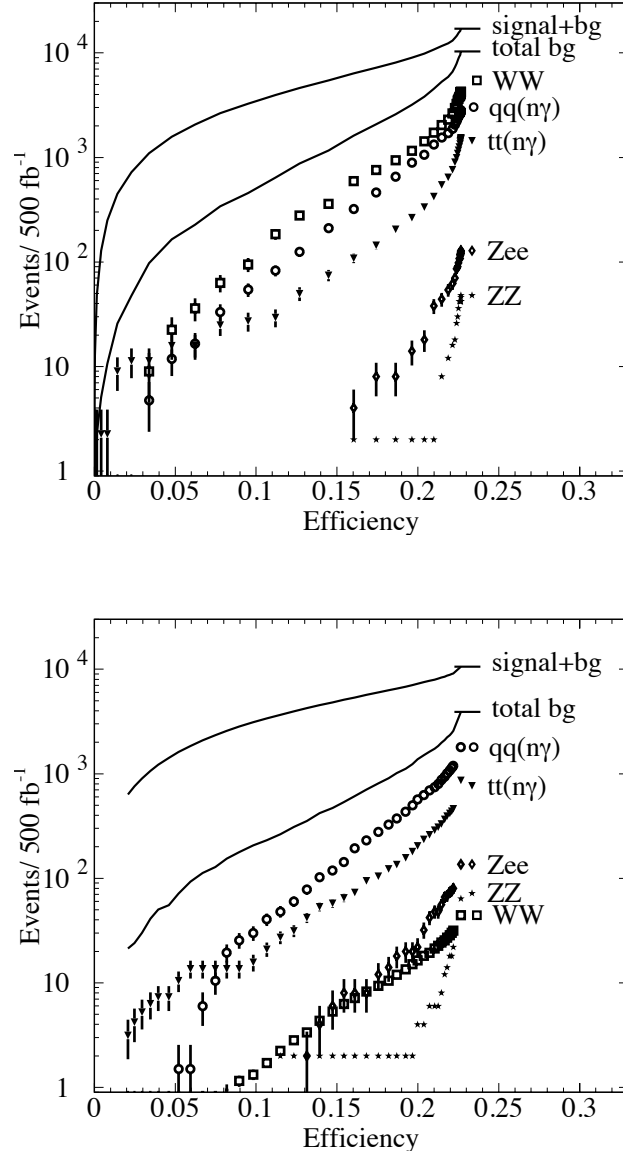 10⁴
signal+bg
total bg
WW
qq(nγ)
10³
tt(nγ)
10²
Zee
ZZ
10
1
Events/ 500 fb⁻¹
0 0.05 0.1 0.15 0.2 0.25 0.3
Efficiency
10⁴
signal+bg
total bg
qq(nγ)
10³
tt(nγ)
10²
Zee
ZZ
WW
10
1
Events/ 500 fb⁻¹
0 0.05 0.1 0.15 0.2 0.25 0.3
Efficiency